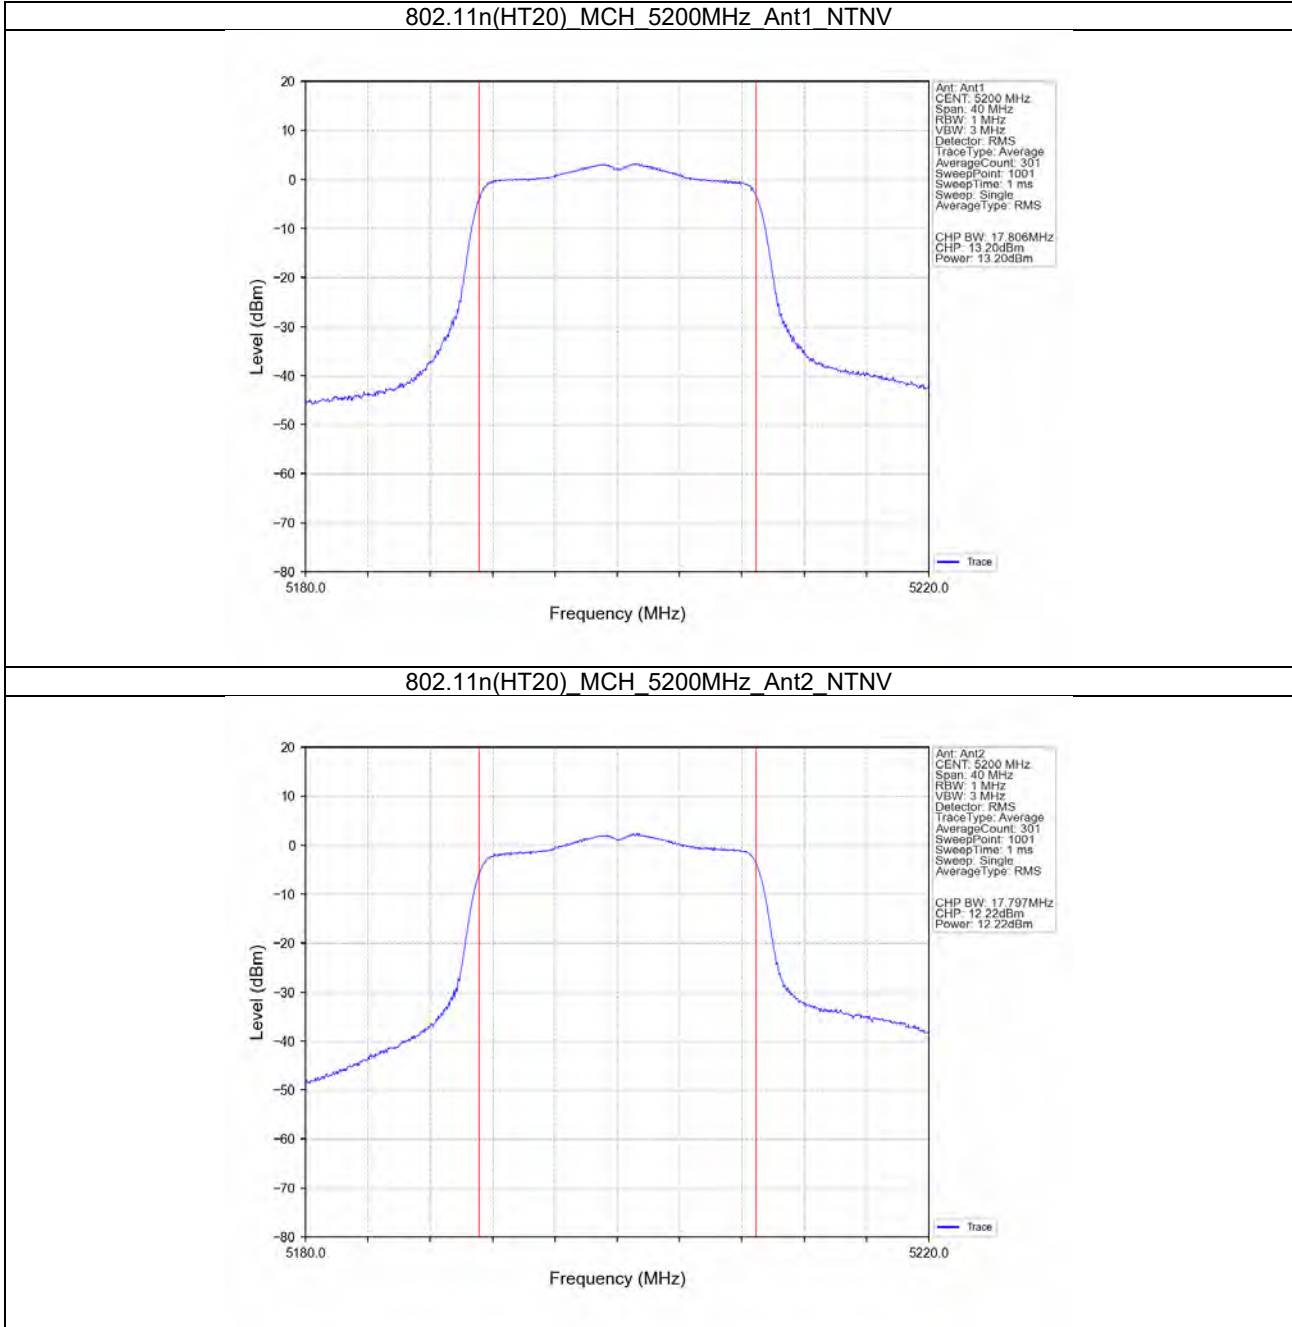 802.11n(HT20)_MCH_5200MHz_Ant1_NTNV
20
10
0
−10
−20
−30
−40
−50
−60
−70
−80
Level (dBm)
5180.0
5220.0
Frequency (MHz)
Ant: Ant1
CENT: 5200 MHz
Span: 40 MHz
RBW: 1 MHz
VBW: 3 MHz
Detector: RMS
TraceType: Average
AverageCount: 301
SweepPoint: 1001
SweepTime: 1 ms
Sweep: Single
AverageType: RMS
CHP BW: 17.806MHz
CHP: 13.20dBm
Power: 13.20dBm
Trace
802.11n(HT20)_MCH_5200MHz_Ant2_NTNV
20
10
0
−10
−20
−30
−40
−50
−60
−70
−80
Level (dBm)
5180.0
5220.0
Frequency (MHz)
Ant: Ant2
CENT: 5200 MHz
Span: 40 MHz
RBW: 1 MHz
VBW: 3 MHz
Detector: RMS
TraceType: Average
AverageCount: 301
SweepPoint: 1001
SweepTime: 1 ms
Sweep: Single
AverageType: RMS
CHP BW: 17.797MHz
CHP: 12.22dBm
Power: 12.22dBm
Trace